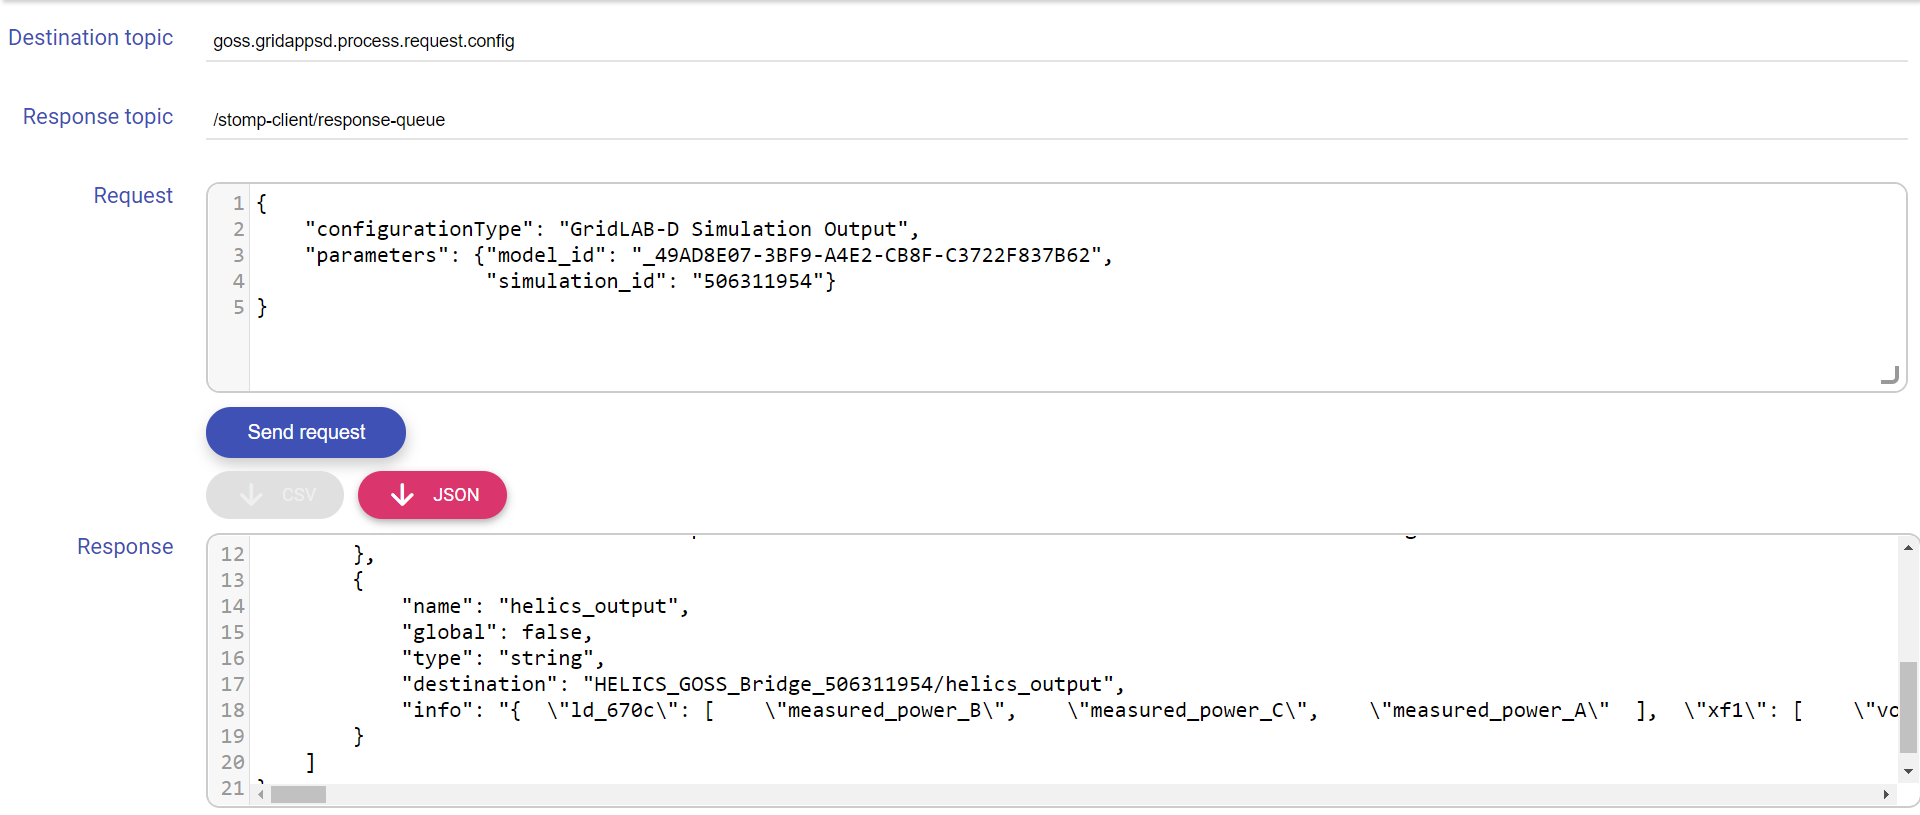 Destination topic
goss.gridappsd.process.request.config
Response topic
/stomp-client/response-queue
Request
1 {
2     "configurationType": "GridLAB-D Simulation Output",
3     "parameters": {"model_id": "_49AD8E07-3BF9-A4E2-CB8F-C3722F837B62",
4                    "simulation_id": "506311954"}
5 }
Send request
CSV
JSON
Response
12         },
13         {
14             "name": "helics_output",
15             "global": false,
16             "type": "string",
17             "destination": "HELICS_GOSS_Bridge_506311954/helics_output",
18             "info": "{  \"ld_670c\": [    \"measured_power_B\",    \"measured_power_C\",    \"measured_power_A\"  ],  \"xf1\": [    \"vo
19         }
20     ]
21